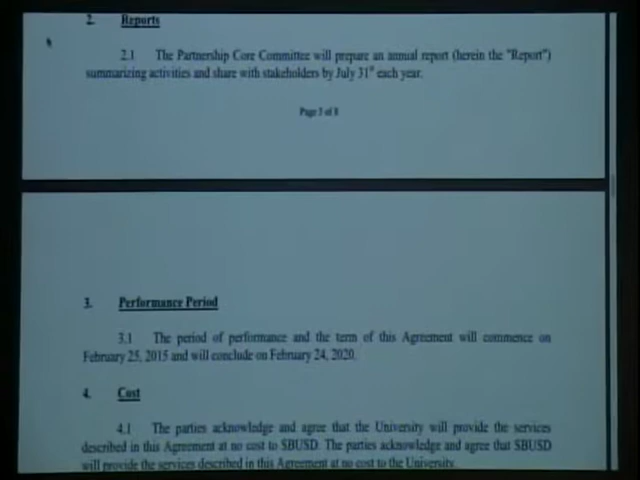 2. Reports
2.1 The Partnership Core Committee will prepare an annual report (herein the "Report")
summarizing activities and share with stakeholders by July 31st each year.
Page 3 of 8
3. Performance Period
3.1 The period of performance and the term of this Agreement will commence on
February 25, 2015 and will conclude on February 24, 2020.
4. Cost
4.1 The parties acknowledge and agree that the University will provide the services
described in this Agreement at no cost to SBUSD. The parties acknowledge and agree that SBUSD
will provide the services described in this Agreement at no cost to the University.